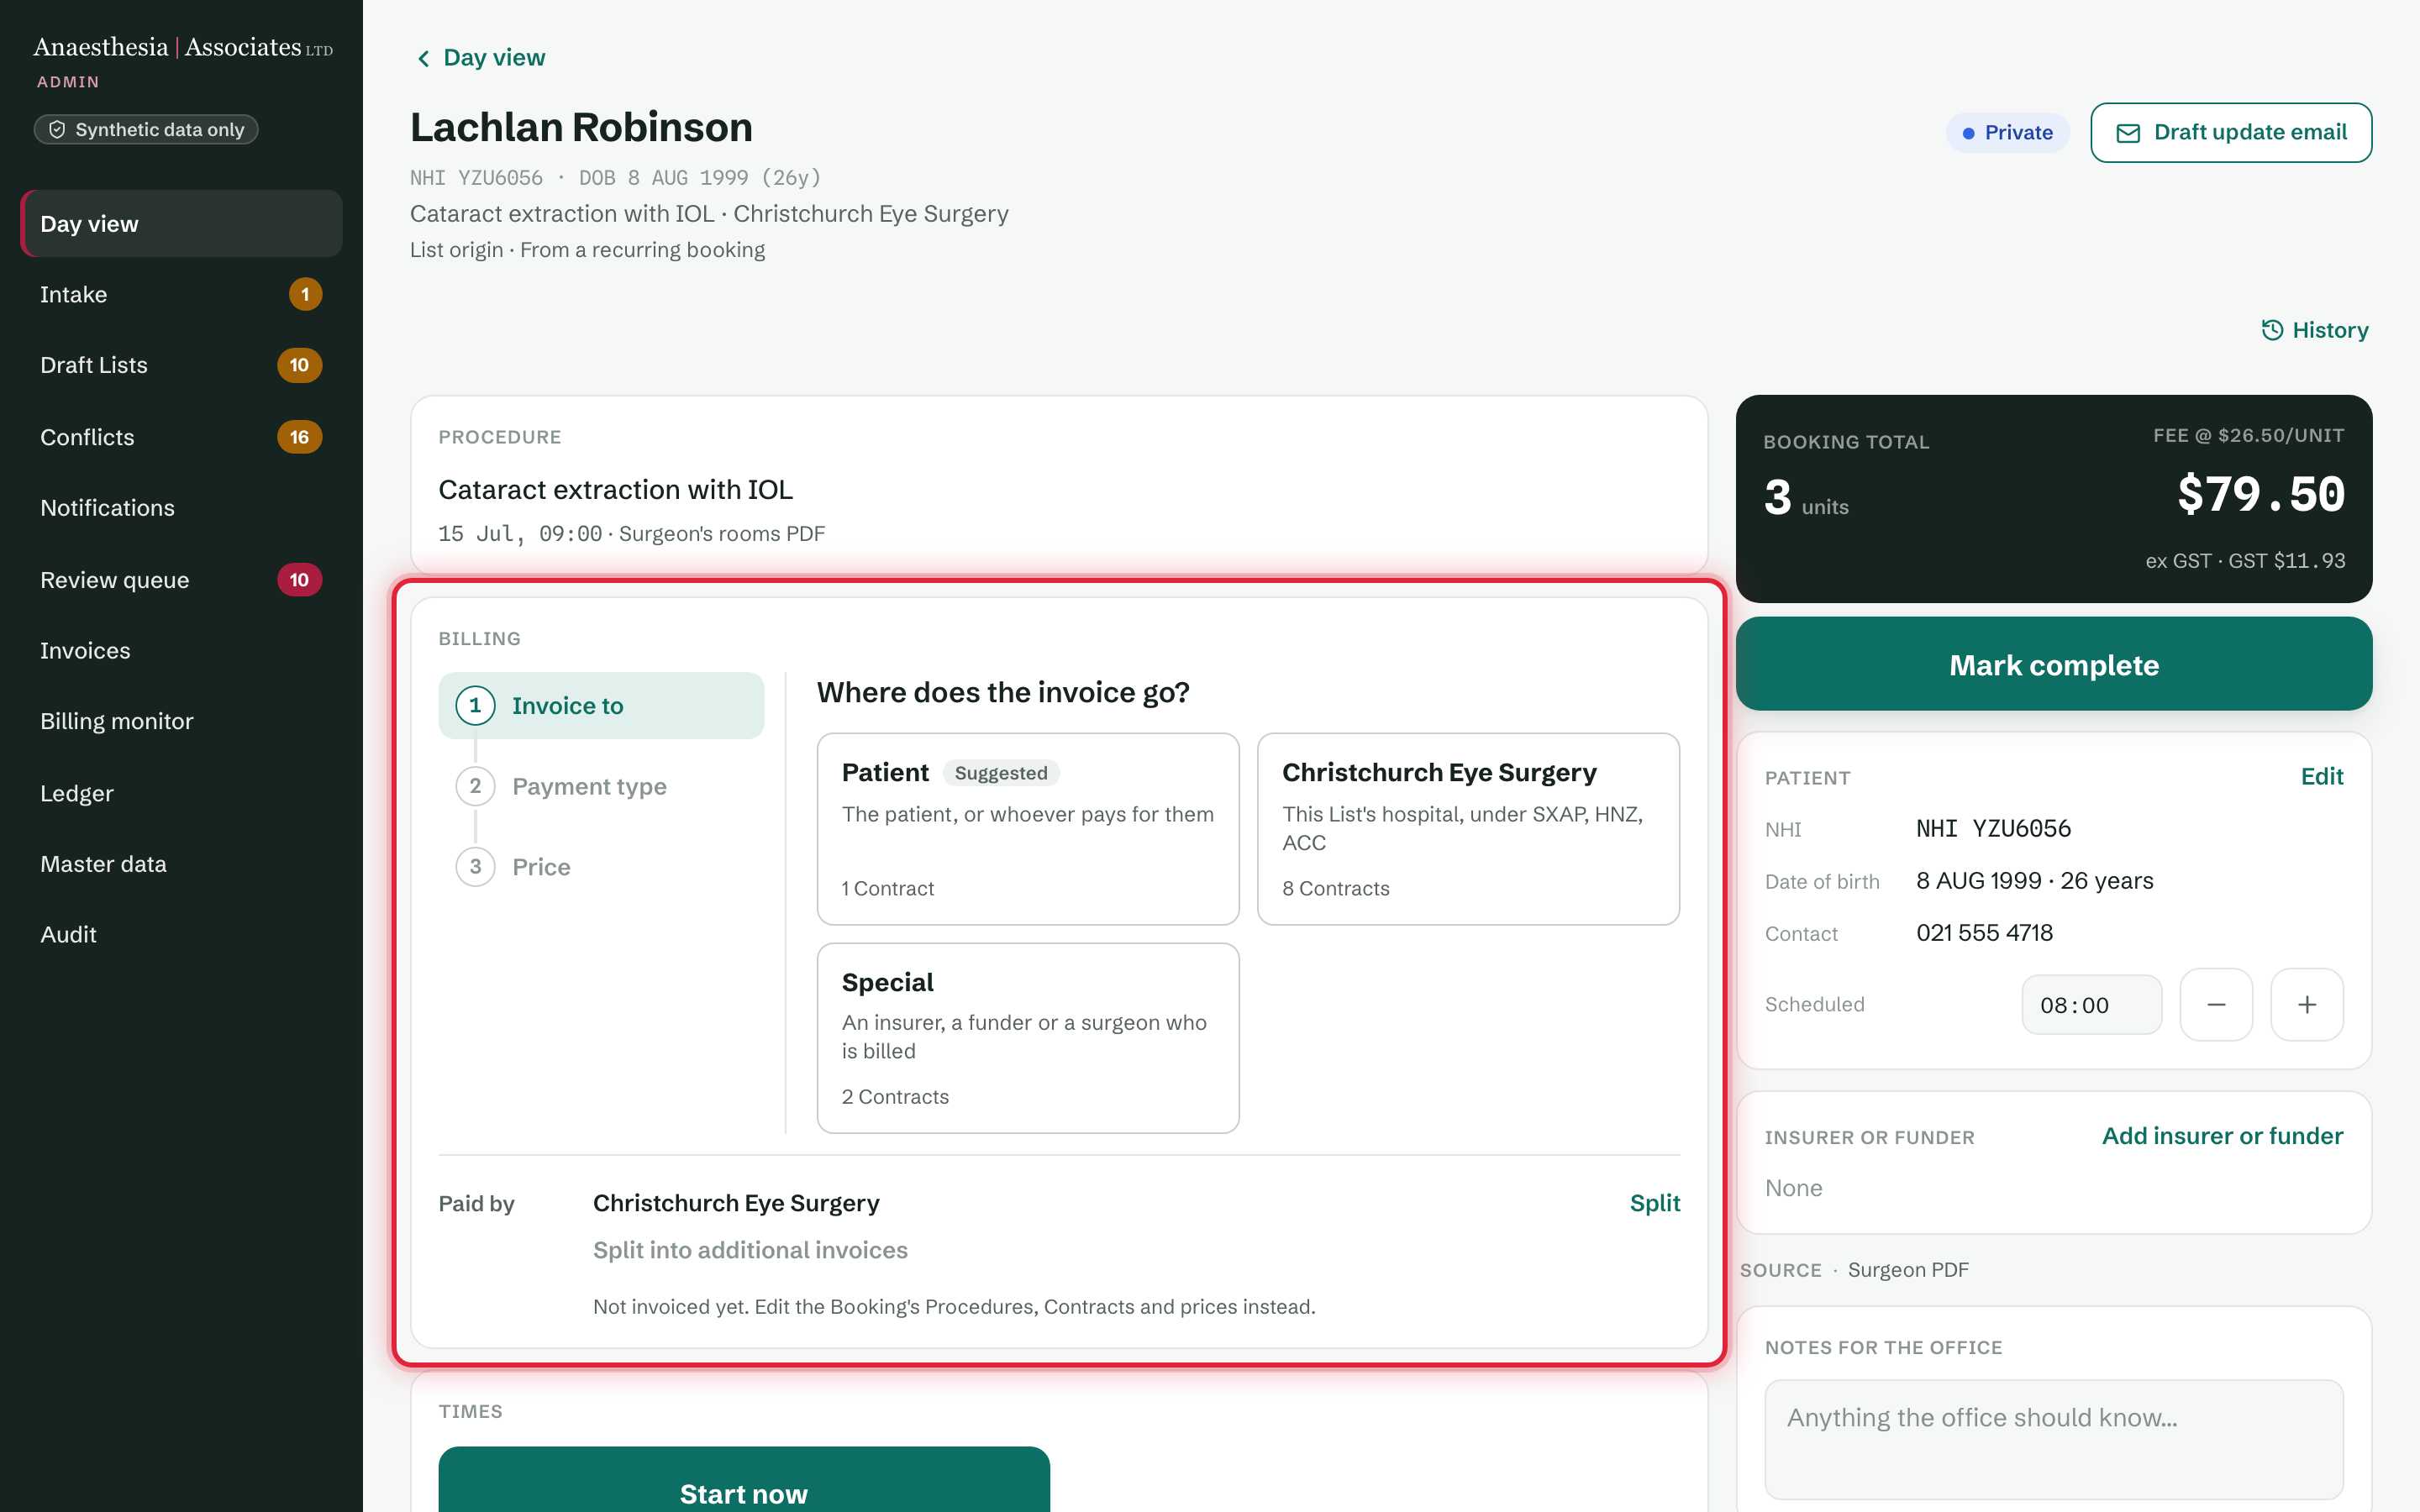 Anaesthesia | Associates LTD
ADMIN
Synthetic data only
Day view
Intake 1
Draft Lists 10
Conflicts 16
Notifications
Review queue 10
Invoices
Billing monitor
Ledger
Master data
Audit
Day view
Lachlan Robinson
NHI YZU6056 · DOB 8 AUG 1999 (26y)
Cataract extraction with IOL · Christchurch Eye Surgery
List origin · From a recurring booking
Private
Draft update email
History
PROCEDURE
Cataract extraction with IOL
15 Jul, 09:00 · Surgeon's rooms PDF
BILLING
1 Invoice to
2 Payment type
3 Price
Where does the invoice go?
Patient Suggested
The patient, or whoever pays for them
1 Contract
Christchurch Eye Surgery
This List's hospital, under SXAP, HNZ,
ACC
8 Contracts
Special
An insurer, a funder or a surgeon who
is billed
2 Contracts
Paid by Christchurch Eye Surgery Split
Split into additional invoices
Not invoiced yet. Edit the Booking's Procedures, Contracts and prices instead.
TIMES
Start now
BOOKING TOTAL
3 units
FEE @ $26.50/UNIT
$79.50
ex GST · GST $11.93
Mark complete
PATIENT Edit
NHI NHI YZU6056
Date of birth 8 AUG 1999 · 26 years
Contact 021 555 4718
Scheduled 08:00 − +
INSURER OR FUNDER Add insurer or funder
None
SOURCE · Surgeon PDF
NOTES FOR THE OFFICE
Anything the office should know...